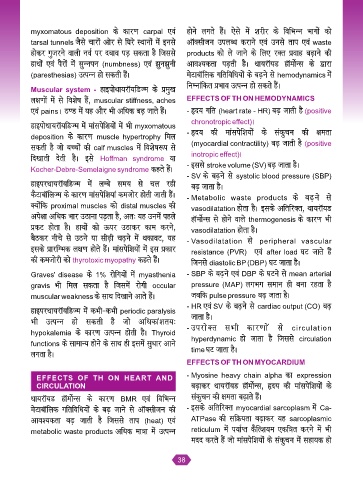 myxomatous deposition के कारण carpal एवं
tarsal tunnels जैसे चारों ओर से घिरे स्थानों में इनसे
होकर गुजरने वाली नर्व पर दबाव पड़ सकता है जिससे
हाथों एवं पैरों में सुन्नपन (numbness) एवं झुनझुनी
(paresthesias) उत्पन्न हो सकती हैं।
Muscular system - हाइपोथायरॉयडिज्म के प्रमुख
लक्षणों में से विशेष हैं, muscular stiffness, aches
एवं pains। ठण्ड में यह और भी अधिक बढ़ जाते हैं।
हाइपोथायरॉयडिज्म में मांसपेशियों में भी myxomatous
deposition के कारण muscle hypertrophy मिल
सकती है जो बच्चों की calf muscles में विशेषरूप से
दिखाती देती है। इसे Hoffman syndrome या
Kocher-Debre-Semelaigne syndrome कहते हैं।
हाइपरथायरॉयडिज्म में लम्बे समय से चल रही
कैटाबॉलिज्म के कारण मांसपेशियां कमजोर होती जाती हैं।
क्योंकि proximal muscles को distal muscles की
अपेक्षा अधिक भार उठाना पड़ता है, अतः यह उनमें पहले
प्रकट होता है। हाथों को ऊपर उठाकर काम करने,
बैठकर नीचे से उठने या सीढ़ी चढ़ने में थकावट, यह
इसके प्रारम्भिक लक्षण होते हैं। मांसपेशियों में इस प्रकार
की कमजोरी को thyrotoxic myopathy कहते हैं।
Graves' disease के 1% रोगियों में myasthenia
gravis भी मिल सकता है जिसमें रोगी occular
muscular weakness के साथ दिखाने आते हैं।
हाइपरथायरॉयडिज्म में कभी-कभी periodic paralysis
भी उत्पन्न हो सकती है जो अधिकांशतयः
hypokalemia के कारण उत्पन्न होती है। Thyroid
functions के सामान्य होने के साथ ही इसमें सुधार आने
लगता है।
EFFECTS OF TH ON HEART AND
CIRCULATION
थायरॉयड हॉर्मोन्स के कारण BMR एवं विभिन्न
मेटाबॉलिक गतिविधियों के बढ़ जाने से ऑक्सीजन की
आवश्यकता बढ़ जाती है जिससे ताप (heat) एवं
metabolic waste products अधिक मात्रा में उत्पन्न
होने लगते हैं। ऐसे में शरीर के विभिन्न भागों को
ऑक्सीजन उपलब्ध कराने एवं उनसे ताप एवं waste
products को ले जाने के लिए रक्त प्रवाह बढ़ाने की
आवश्यकता पड़ती है। थायरॉयड हॉर्मोन्स के द्वारा
मेटाबॉलिक गतिविधियों के बढ़ने से hemodynamics में
निम्नांकित प्रभाव उत्पन्न हो सकते हैं।
EFFECTS OF TH ON HEMODYNAMICS
- हृदय गति (heart rate - HR) बढ़ जाती है (positive
chronotropic effect)।
- हृदय की मांसपेशियों के संकुचन की क्षमता
(myocardial contractility) बढ़ जाती है (positive
inotropic effect)।
- इससे stroke volume (SV) बढ़ जाता है।
- SV के बढ़ने से systolic blood pressure (SBP)
बढ़ जाता है।
- Metabolic waste products के बढ़ने से
vasodilatation होता है। इसके अतिरिक्त, थायरॉयड
हॉर्मोन्स से होने वाले thermogenesis के कारण भी
vasodilatation होता है।
- Vasodilatation से peripheral vascular
resistance (PVR) एवं after load घट जाते हैं
जिनसे diastolic BP (DBP) घट जाता है।
- SBP के बढ़ने एवं DBP के घटने से mean arterial
pressure (MAP) लगभग समान ही बना रहता है
जबकि pulse pressure बढ़ जाता है।
- HR एवं SV के बढ़ने से cardiac output (CO) बढ़
जाता है।
- उपरोक्त सभी कारणों से circulation
hyperdynamic हो जाता है जिससे circulation
time घट जाता है।
EFFECTS OF TH ON MYOCARDIUM
- Myosine heavy chain alpha का expression
बढ़ाकर थायरॉयड हॉर्मोन्स, हृदय की मांसपेशियों के
संकुचन की क्षमता बढ़ाते हैं।
- इसके अतिरिक्त myocardial sarcoplasm में Ca-
ATPase की सक्रियता बढ़ाकर यह sarcoplasmic
reticulum में पर्याप्त कैल्शियम एकत्रित करने में भी
मदद करते हैं जो मांसपेशियों के संकुचन में सहायक हो
38